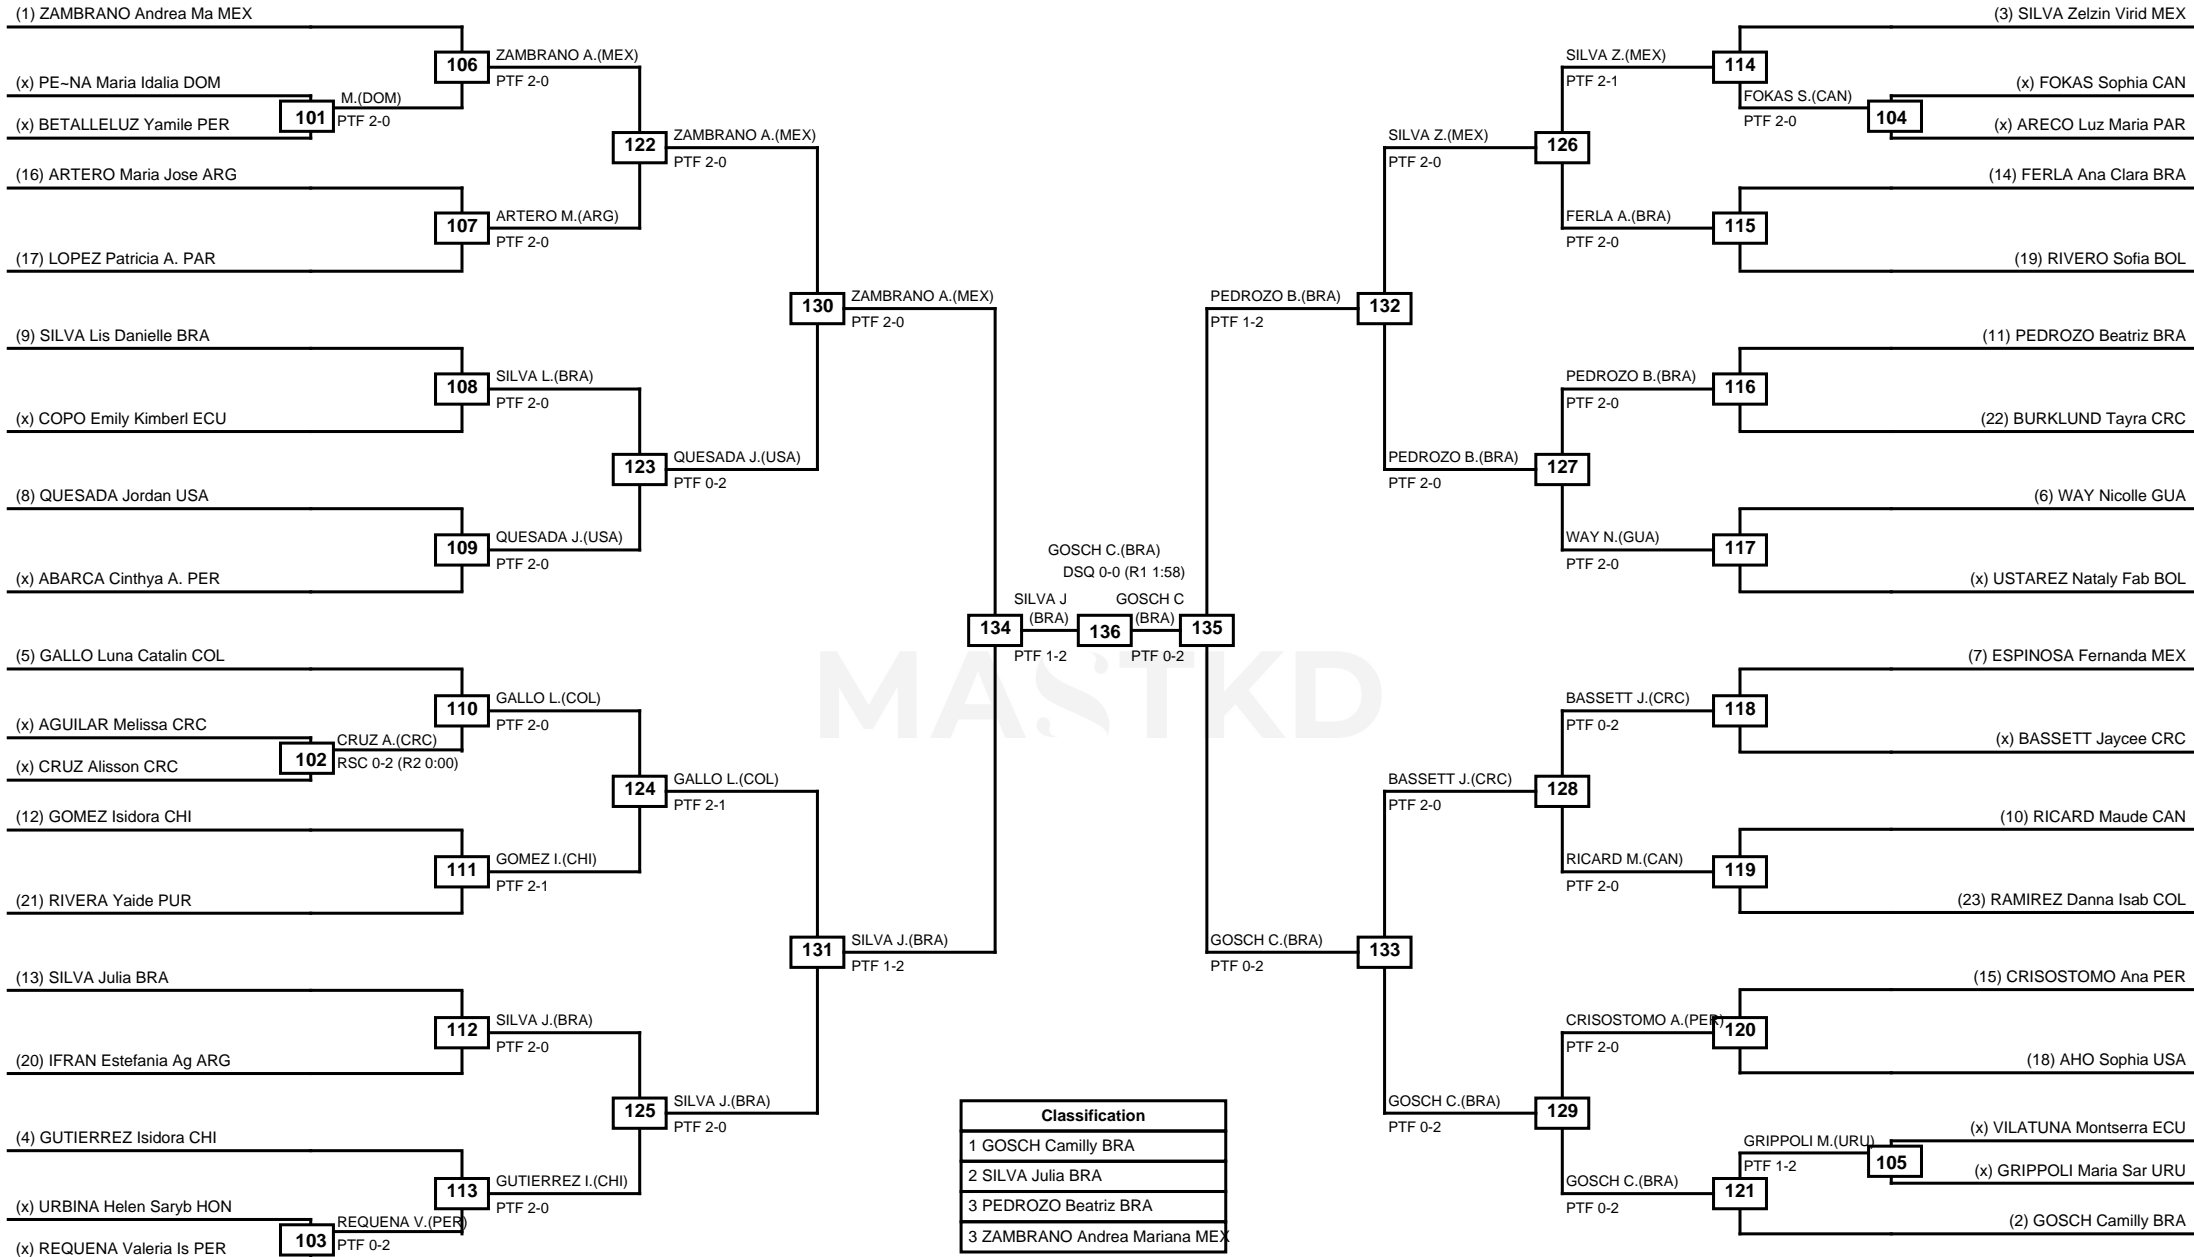 (1) ZAMBRANO Andrea Ma MEX
(x) PE~NA Maria Idalia DOM
(x) BETALLELUZ Yamile PER
(16) ARTERO Maria Jose ARG
(17) LOPEZ Patricia A. PAR
(9) SILVA Lis Danielle BRA
(x) COPO Emily Kimberl ECU
(8) QUESADA Jordan USA
(x) ABARCA Cinthya A. PER
(5) GALLO Luna Catalin COL
(x) AGUILAR Melissa CRC
(x) CRUZ Alisson CRC
(12) GOMEZ Isidora CHI
(21) RIVERA Yaide PUR
(13) SILVA Julia BRA
(20) IFRAN Estefania Ag ARG
(4) GUTIERREZ Isidora CHI
(x) URBINA Helen Saryb HON
(x) REQUENA Valeria Is PER
101
M.(DOM)
PTF 2-0
102
CRUZ A.(CRC)
RSC 0-2 (R2 0:00)
103
REQUENA V.(PER)
PTF 0-2
106
ZAMBRANO A.(MEX)
PTF 2-0
107
ARTERO M.(ARG)
PTF 2-0
108
SILVA L.(BRA)
PTF 2-0
109
QUESADA J.(USA)
PTF 2-0
110
GALLO L.(COL)
PTF 2-0
111
GOMEZ I.(CHI)
PTF 2-1
112
SILVA J.(BRA)
PTF 2-0
113
GUTIERREZ I.(CHI)
PTF 2-0
122
ZAMBRANO A.(MEX)
PTF 2-0
123
QUESADA J.(USA)
PTF 0-2
124
GALLO L.(COL)
PTF 2-1
125
SILVA J.(BRA)
PTF 2-0
130
ZAMBRANO A.(MEX)
PTF 2-0
131
SILVA J.(BRA)
PTF 1-2
134
SILVA J
(BRA)
PTF 1-2
GOSCH C.(BRA)
DSQ 0-0 (R1 1:58)
136
GOSCH C
(BRA)
PTF 0-2
135
MASTKD
PEDROZO B.(BRA)
PTF 1-2
132
GOSCH C.(BRA)
PTF 0-2
133
SILVA Z.(MEX)
PTF 2-0
126
PEDROZO B.(BRA)
PTF 2-0
127
BASSETT J.(CRC)
PTF 2-0
128
GOSCH C.(BRA)
PTF 0-2
129
SILVA Z.(MEX)
PTF 2-1
114
FERLA A.(BRA)
PTF 2-0
115
PEDROZO B.(BRA)
PTF 2-0
116
WAY N.(GUA)
PTF 2-0
117
BASSETT J.(CRC)
PTF 0-2
118
RICARD M.(CAN)
PTF 2-0
119
CRISOSTOMO A.(PER)
PTF 2-0
120
GOSCH C.(BRA)
PTF 0-2
121
FOKAS S.(CAN)
PTF 2-0
104
GRIPPOLI M.(URU)
PTF 1-2
105
(3) SILVA Zelzin Virid MEX
(x) FOKAS Sophia CAN
(x) ARECO Luz Maria PAR
(14) FERLA Ana Clara BRA
(19) RIVERO Sofia BOL
(11) PEDROZO Beatriz BRA
(22) BURKLUND Tayra CRC
(6) WAY Nicolle GUA
(x) USTAREZ Nataly Fab BOL
(7) ESPINOSA Fernanda MEX
(x) BASSETT Jaycee CRC
(10) RICARD Maude CAN
(23) RAMIREZ Danna Isab COL
(15) CRISOSTOMO Ana PER
(18) AHO Sophia USA
(x) VILATUNA Montserra ECU
(x) GRIPPOLI Maria Sar URU
(2) GOSCH Camilly BRA
Classification
1 GOSCH Camilly BRA
2 SILVA Julia BRA
3 PEDROZO Beatriz BRA
3 ZAMBRANO Andrea Mariana MEX